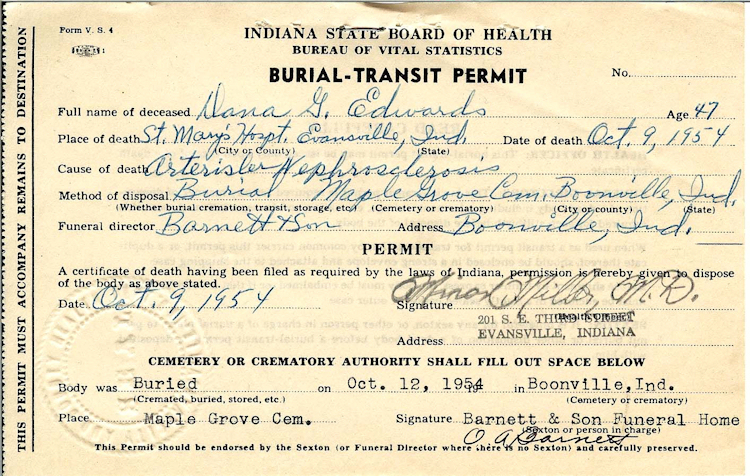 Form V. S. 4
INDIANA STATE BOARD OF HEALTH
BUREAU OF VITAL STATISTICS
BURIAL-TRANSIT PERMIT
No.
Full name of deceased Dana G. Edwards Age 47
Place of death St. Mary's Hospt. Evansville, Ind. Date of death Oct. 9, 1954
(City or County) (State)
Cause of death Arterisler Nephrosclerosis
Method of disposal Burial Maple Grove Cem. Boonville, Ind.
(Whether burial cremation, transit, storage, etc.) (Cemetery or crematory) (City or county) (State)
Funeral director Barnett & Son Address Boonville, Ind.
PERMIT
A certificate of death having been filed as required by the laws of Indiana, permission is hereby given to dispose
of the body as above stated.
Date Oct. 9, 1954 Signature Minor Miller, M.D.
201 S. E. THIRD STREET
Address EVANSVILLE, INDIANA
CEMETERY OR CREMATORY AUTHORITY SHALL FILL OUT SPACE BELOW
Body was Buried on Oct. 12, 1954 in Boonville, Ind.
(Cremated, buried, stored, etc.) (Cemetery or crematory)
Place Maple Grove Cem. Signature Barnett & Son Funeral Home
(Sexton or person in charge)
O. A. Barnett
This Permit should be endorsed by the Sexton (or Funeral Director where there is no Sexton) and carefully preserved.
THIS PERMIT MUST ACCOMPANY REMAINS TO DESTINATION